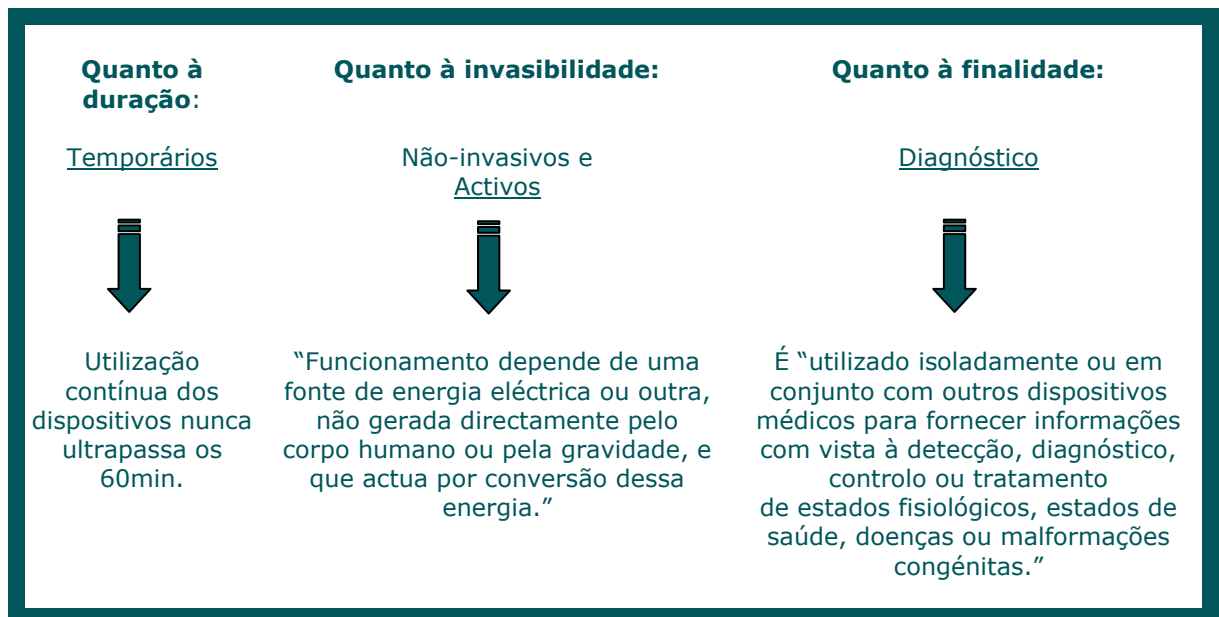 Quanto à
duração:
Temporários
Utilização
contínua dos
dispositivos nunca
ultrapassa os
60min.
Quanto à invasibilidade:
Não-invasivos e
Activos
“Funcionamento depende de uma
fonte de energia eléctrica ou outra,
não gerada directamente pelo
corpo humano ou pela gravidade, e
que actua por conversão dessa
energia.”
Quanto à finalidade:
Diagnóstico
É “utilizado isoladamente ou em
conjunto com outros dispositivos
médicos para fornecer informações
com vista à detecção, diagnóstico,
controlo ou tratamento
de estados fisiológicos, estados de
saúde, doenças ou malformações
congénitas.”